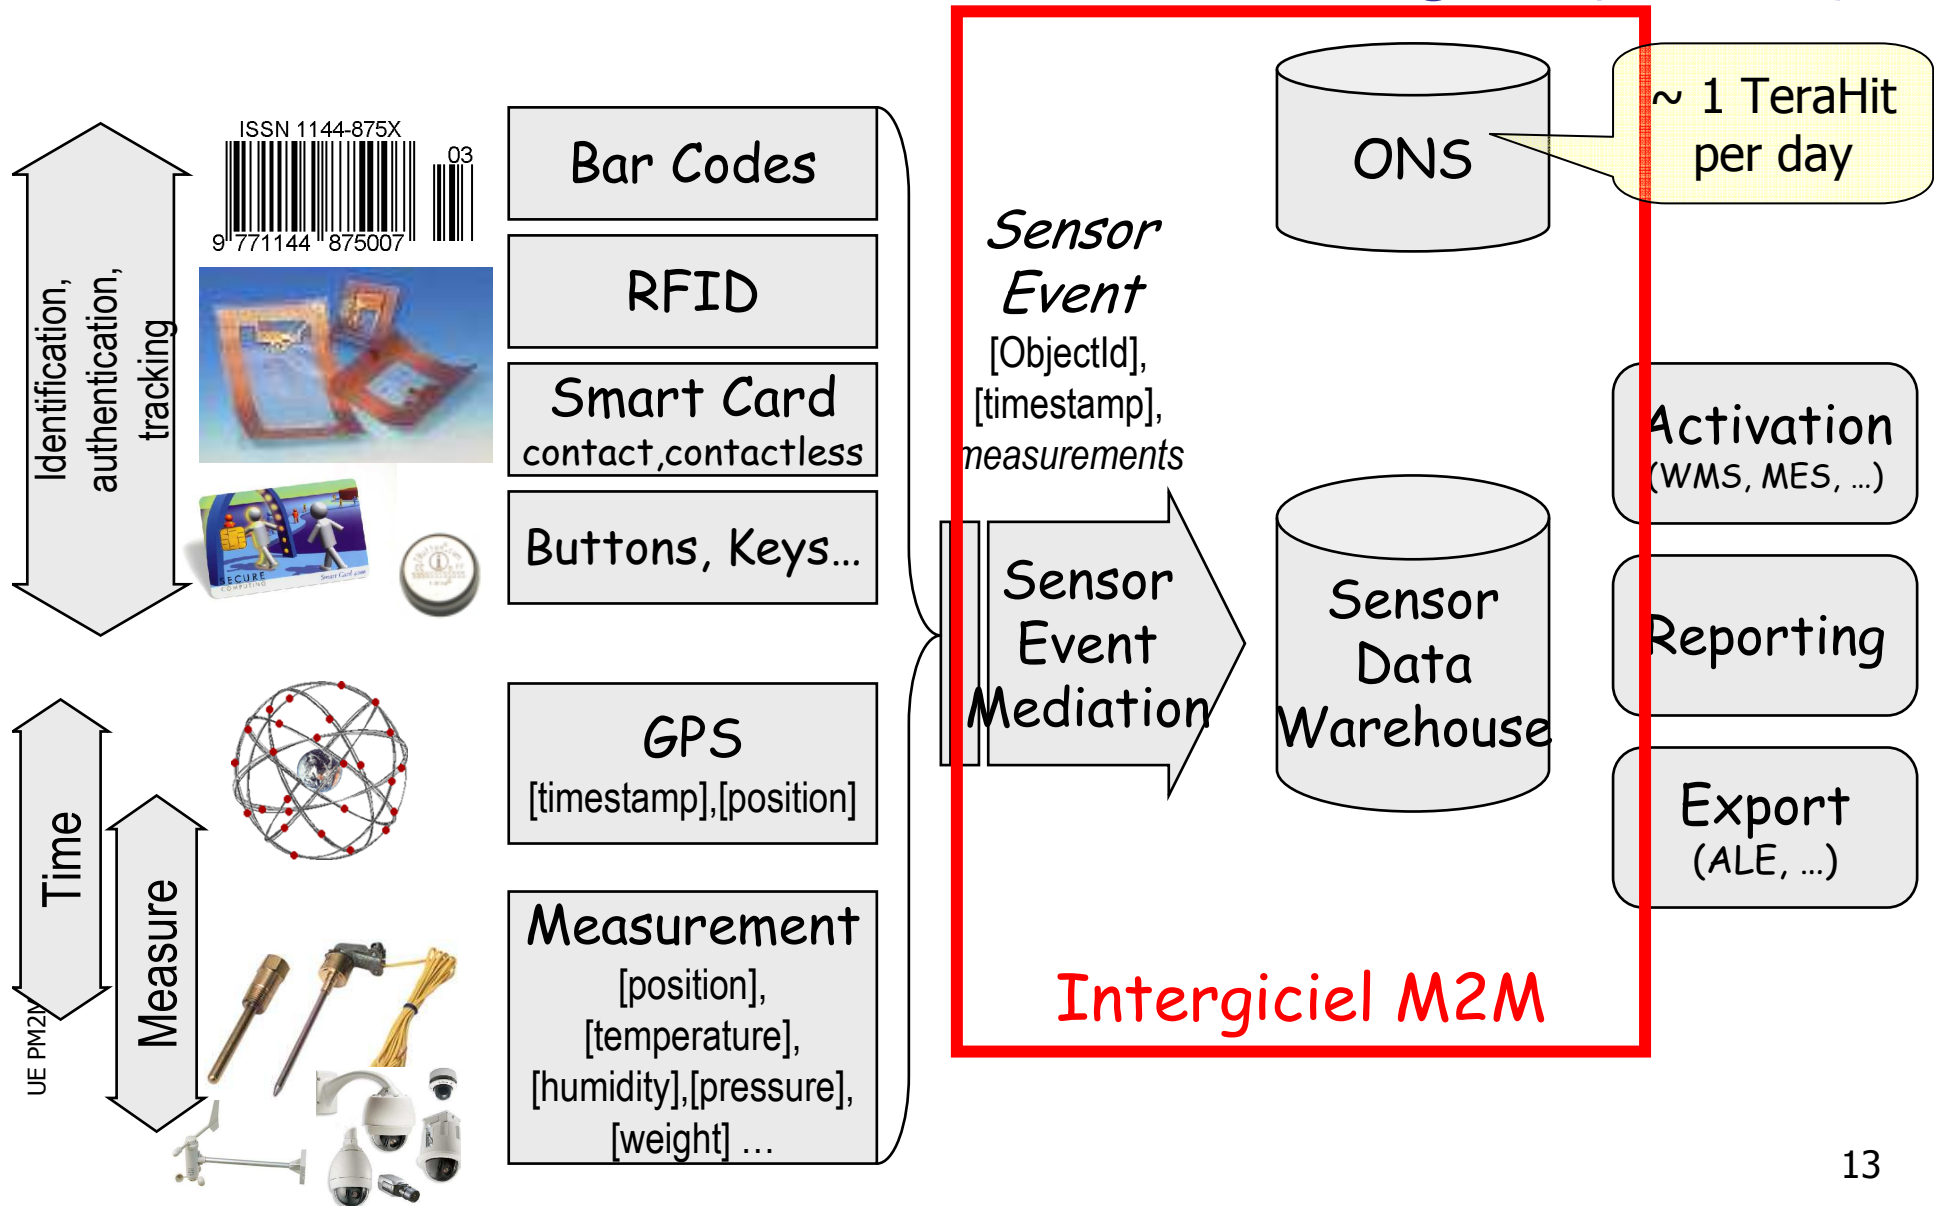 ~ 1 TeraHit
per day
ONS
ISSN 1144-875X
03
9 771144 875007
Bar Codes
RFID
Smart Card
contact,contactless
Buttons, Keys...
Identification,
authentication,
tracking
SECURE
COMPUTING
Sensor
Event
[ObjectId],
[timestamp],
measurements
Sensor
Event
Mediation
Sensor
Data
Warehouse
Activation
(WMS, MES, ...)
Reporting
Export
(ALE, ...)
GPS
[timestamp],[position]
Time
Measure
Measurement
[position],
[temperature],
[humidity],[pressure],
[weight] ...
Intergiciel M2M
UE PM2M
13